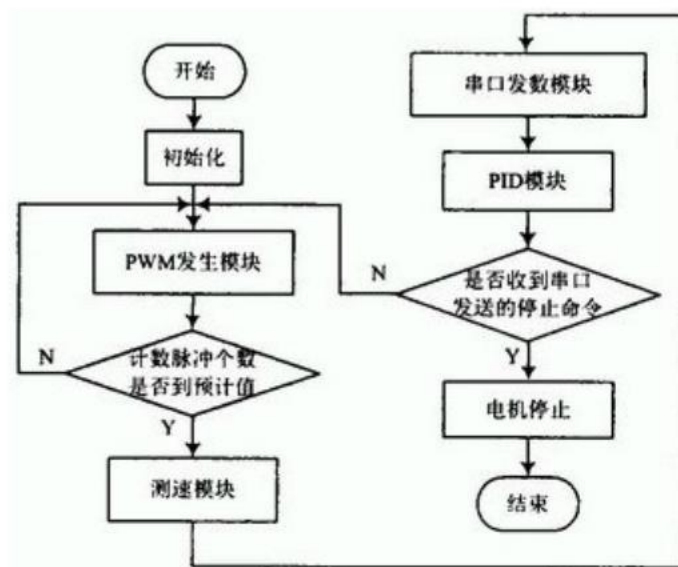 开始
初始化
PWM发生模块
N
计数脉冲个数
是否到预计值
Y
测速模块
串口发数模块
PID模块
N
是否收到串口
发送的停止命令
Y
电机停止
结束